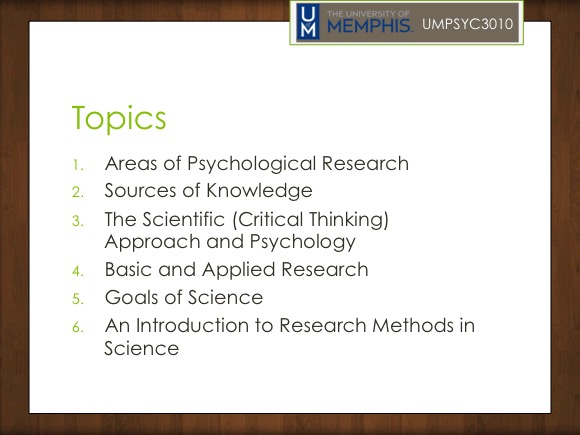 UM
THE UNIVERSITY OF
MEMPHIS.
UMPSYC3010
Topics
1. Areas of Psychological Research
2. Sources of Knowledge
3. The Scientific (Critical Thinking)
Approach and Psychology
4. Basic and Applied Research
5. Goals of Science
6. An Introduction to Research Methods in
Science